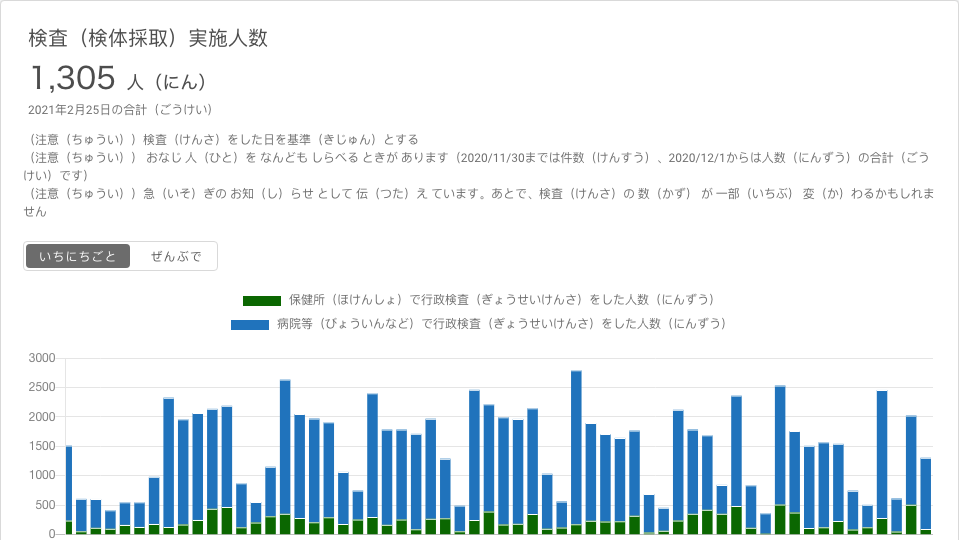 検査（検体採取）実施人数
1,305 人（にん）
2021年2月25日の合計（ごうけい）
（注意（ちゅうい））検査（けんさ）をした日を基準（きじゅん）とする
（注意（ちゅうい）） おなじ 人（ひと）を なんども しらべる ときが あります（2020/11/30までは件数（けんすう）、2020/12/1からは人数（にんずう）の合計（ごう
けい）です）
（注意（ちゅうい））急（いそ）ぎの お知（し）らせ として 伝（つた）え ています。あとで、検査（けんさ）の 数（かず） が 一部（いちぶ） 変（か）わるかもしれま
せん
いちにちごと ぜんぶで
保健所（ほけんしょ）で行政検査（ぎょうせいけんさ）をした人数（にんずう）
病院等（びょういんなど）で行政検査（ぎょうせいけんさ）をした人数（にんずう）
3000
2500
2000
1500
1000
500
0